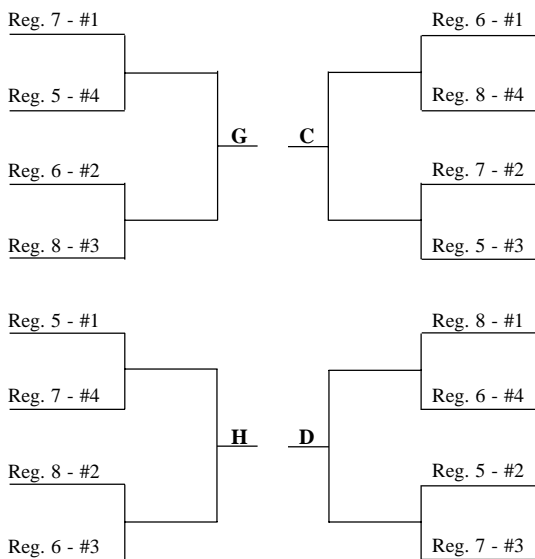 Reg. 7 - #1
Reg. 5 - #4
G
Reg. 6 - #2
Reg. 8 - #3
Reg. 6 - #1
Reg. 8 - #4
C
Reg. 7 - #2
Reg. 5 - #3
Reg. 5 - #1
Reg. 7 - #4
H
Reg. 8 - #2
Reg. 6 - #3
Reg. 8 - #1
Reg. 6 - #4
D
Reg. 5 - #2
Reg. 7 - #3